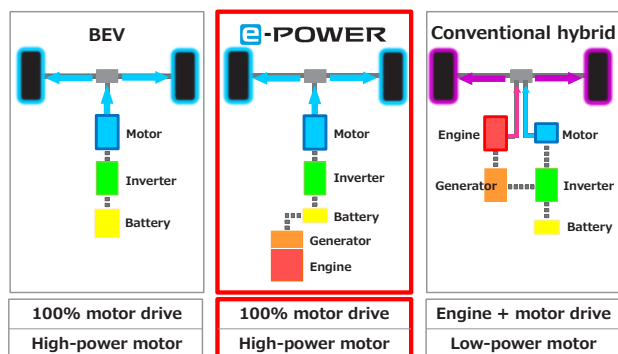 BEV
Motor
Inverter
Battery
100% motor drive
High-power motor
e-POWER
Motor
Inverter
Battery
Generator
Engine
100% motor drive
High-power motor
Conventional hybrid
Engine
Motor
Generator
Inverter
Battery
Engine + motor drive
Low-power motor